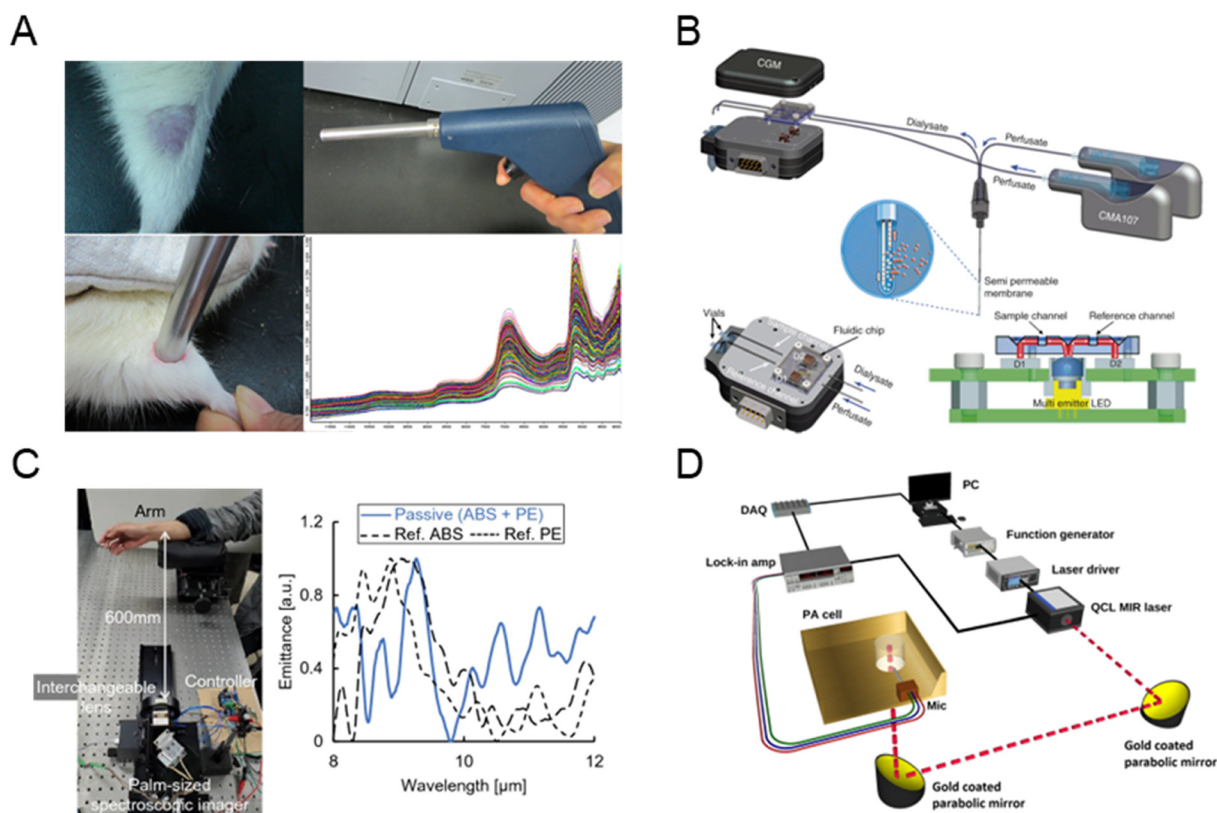 A
B
CGM
Dialysate
Perfusate
Perfusate
CMA107
Semi permeable
membrane
Vials
Fluidic chip
Dialysate
Perfusate
Sample channel
Reference channel
D1
D2
Multi emitter LED
C
Arm
600mm
Interchangeable
lens
Controller
Palm-sized
spectroscopic imager
Passive (ABS + PE)
Ref. ABS
Ref. PE
Emittance [a.u.]
1.2
0.8
0.4
0
8
10
12
Wavelength [μm]
D
PC
DAQ
Function generator
Lock-in amp
Laser driver
PA cell
QCL MIR laser
Mic
Gold coated
parabolic mirror
Gold coated
parabolic mirror